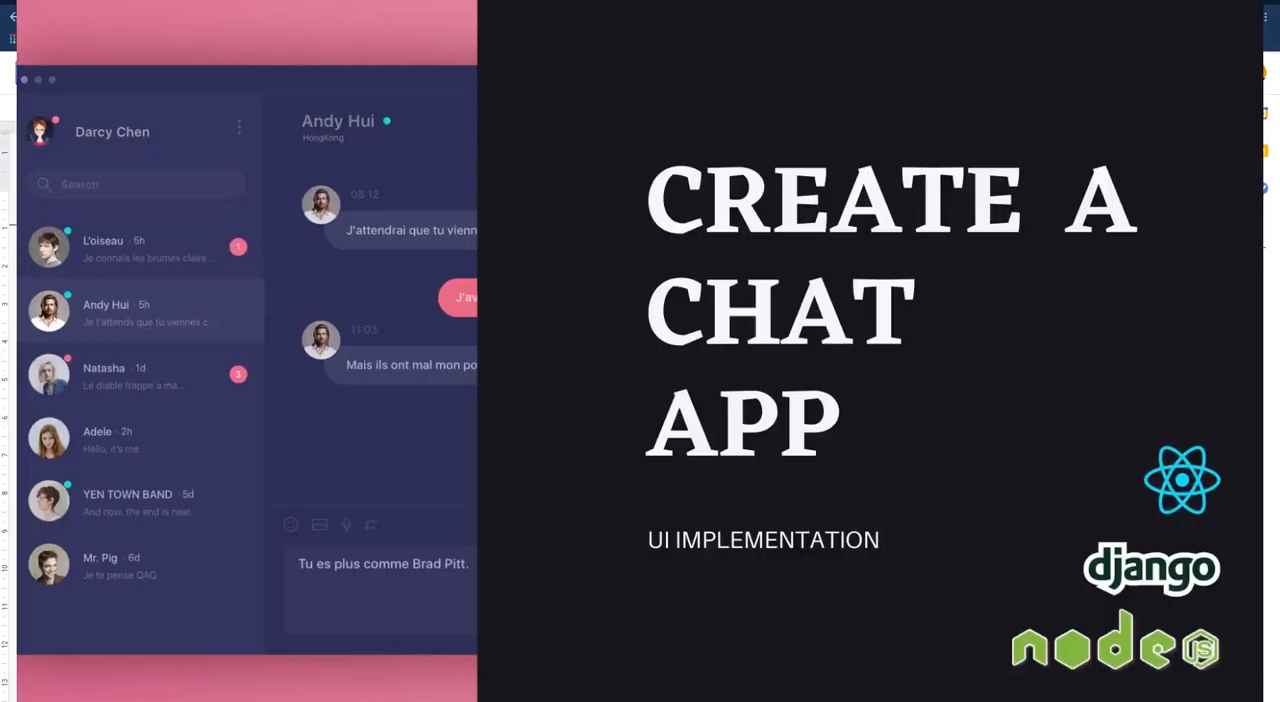 Darcy Chen
Search
L'oiseau · 5h
Je connais les brumes claire...
1
Andy Hui · 5h
Je t'attends que tu viennes c ...
Natasha · 1d
Le diable frappe à ma...
3
Adele · 2h
Hello, it's me
YEN TOWN BAND · 5d
And now, the end is near.
Mr. Pig · 6d
Je te pense QAQ
Andy Hui
HongKong
08:12
J'attendrai que tu vienn
J'av
11:03
Mais ils ont mal mon po
Tu es plus comme Brad Pitt.
CREATE A
CHAT
APP
UI IMPLEMENTATION
django
node
JS